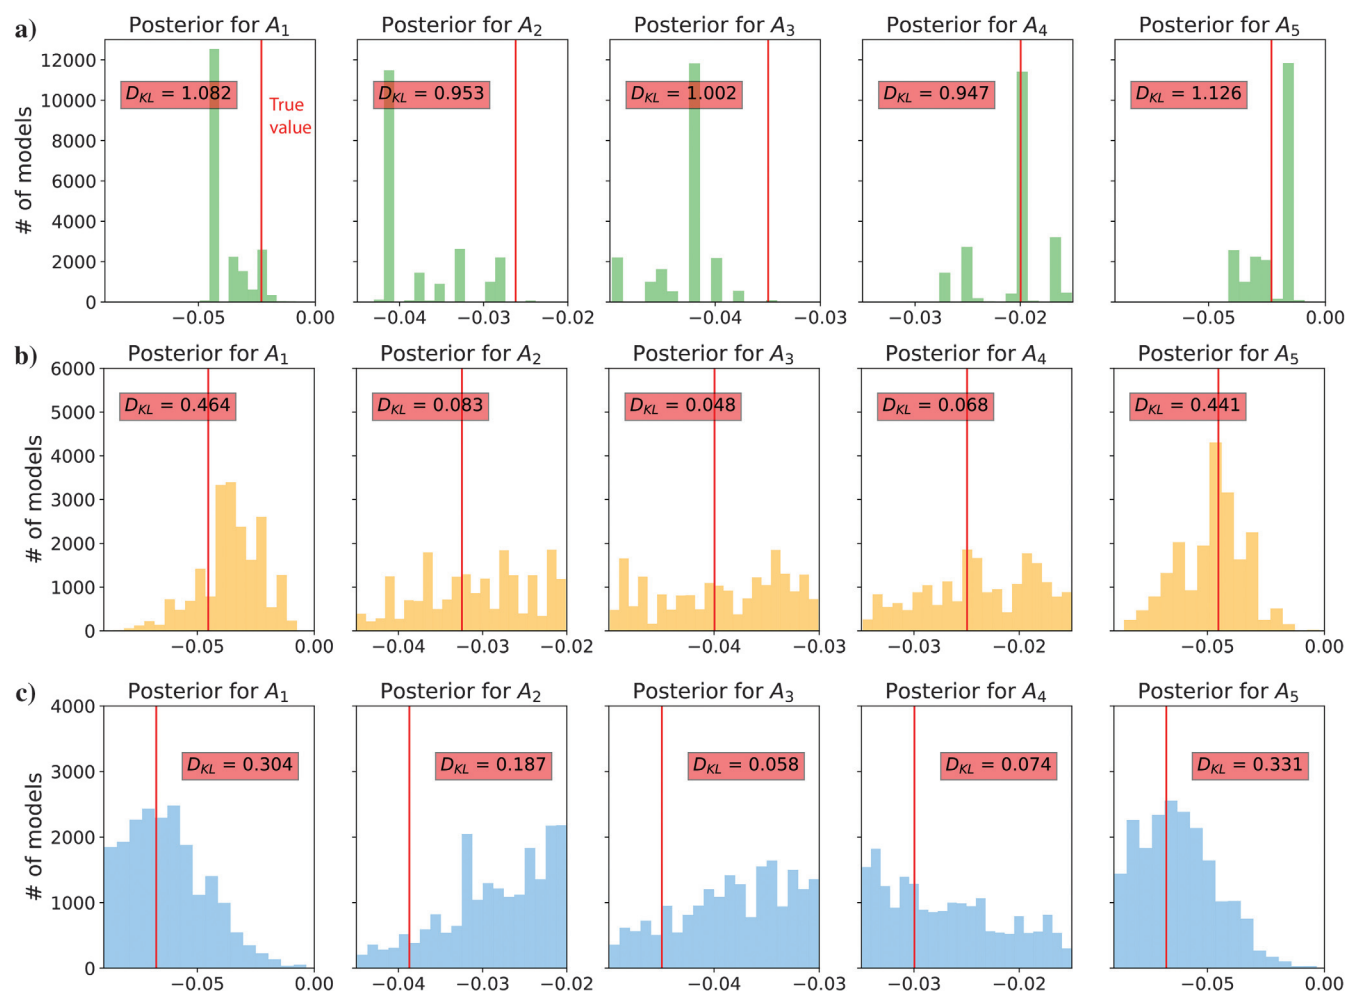 a)
Posterior for A1
Posterior for A2
Posterior for A3
Posterior for A4
Posterior for A5
# of models
12000
10000
8000
6000
4000
2000
0
DKL = 1.082
True
value
DKL = 0.953
DKL = 1.002
DKL = 0.947
DKL = 1.126
−0.05
0.00
−0.04
−0.03
−0.02
−0.04
−0.03
−0.03
−0.02
−0.05
0.00
b)
Posterior for A1
Posterior for A2
Posterior for A3
Posterior for A4
Posterior for A5
# of models
6000
5000
4000
3000
2000
1000
0
DKL = 0.464
DKL = 0.083
DKL = 0.048
DKL = 0.068
DKL = 0.441
−0.05
0.00
−0.04
−0.03
−0.02
−0.04
−0.03
−0.03
−0.02
−0.05
0.00
c)
Posterior for A1
Posterior for A2
Posterior for A3
Posterior for A4
Posterior for A5
# of models
4000
3000
2000
1000
0
DKL = 0.304
DKL = 0.187
DKL = 0.058
DKL = 0.074
DKL = 0.331
−0.05
0.00
−0.04
−0.03
−0.02
−0.04
−0.03
−0.03
−0.02
−0.05
0.00